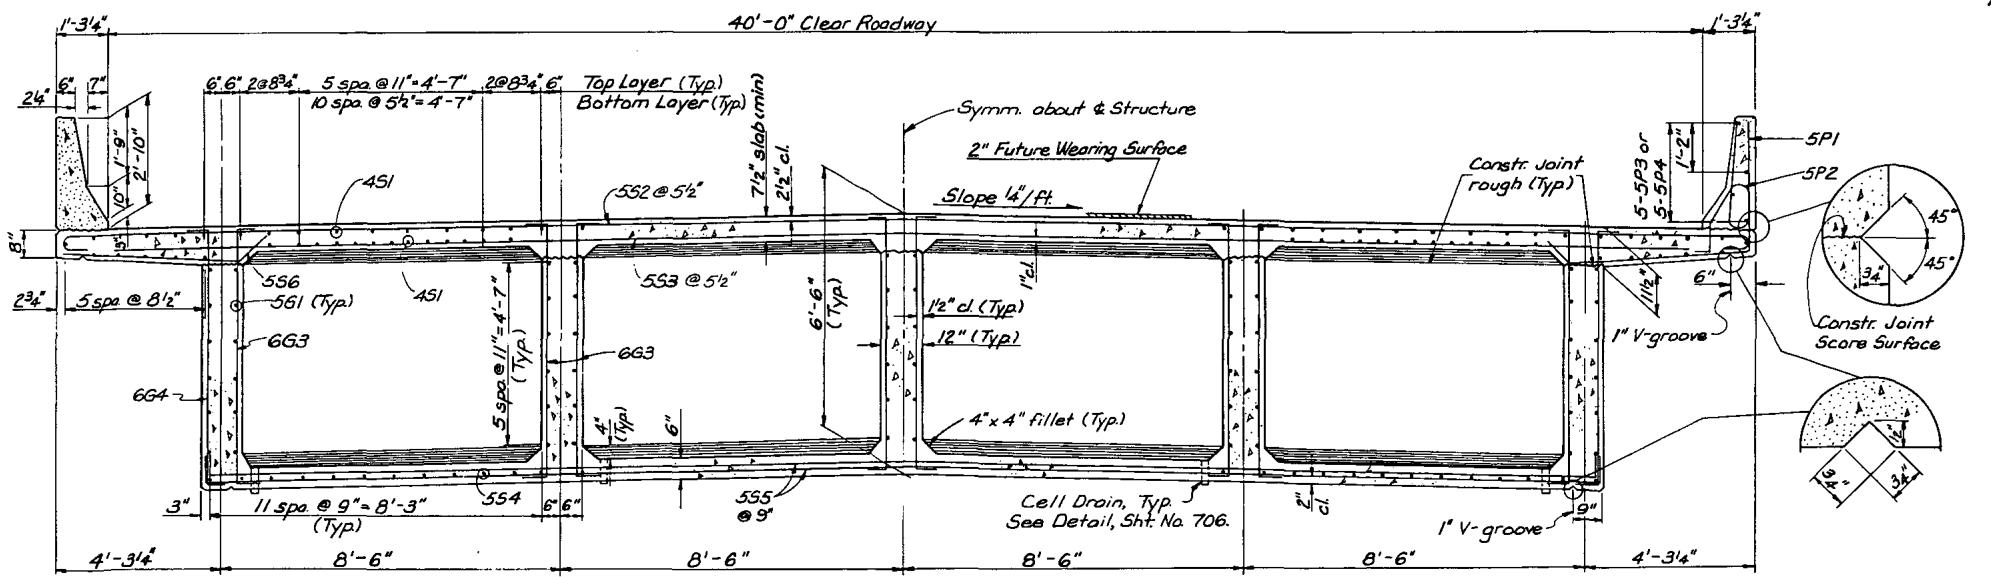 1'-3¼"
40'-0" Clear Roadway
1'-3¼"
6" 7"
2¼"
6" 6" 2@8¾" 5 spa. @ 11"=4'-7" 2@8¾" 6" Top Layer (Typ.)
10 spa. @ 5½"=4'-7" Bottom Layer (Typ)
1'-9"
2'-10"
10"
5"
8"
7½" slab (min)
2½" cl.
Symm. about ℄ Structure
2" Future Wearing Surface
Slope ¼"/ft.
Constr. Joint
rough (Typ.)
5-5P3 or
5-5P4
1'-2"
5P1
5P2
4S1
5S2 @ 5½"
45°
45°
¾"
5S6
4S1
5S3 @ 5½"
1" cl.
11½"
6"
2¾"
5 spa. @ 8½"
5G1 (Typ.)
6G3
6G4
5 spa. @ 11"=4'-7"
(Typ.)
6G3
6'-6"
(Typ.)
1½" cl. (Typ.)
12" (Typ.)
1" V-groove
Constr. Joint
Score Surface
4"
(Typ.)
6"
4" x 4" fillet (Typ.)
½"
¾"
¾"
3"
11 spa. @ 9"=8'-3"
(Typ.)
5S4
6" 6"
5S5
@ 9"
Cell Drain, Typ.
See Detail, Sht. No. 706.
2"
cl.
1" V-groove
9"
4'-3¼"
8'-6"
8'-6"
8'-6"
8'-6"
4'-3¼"